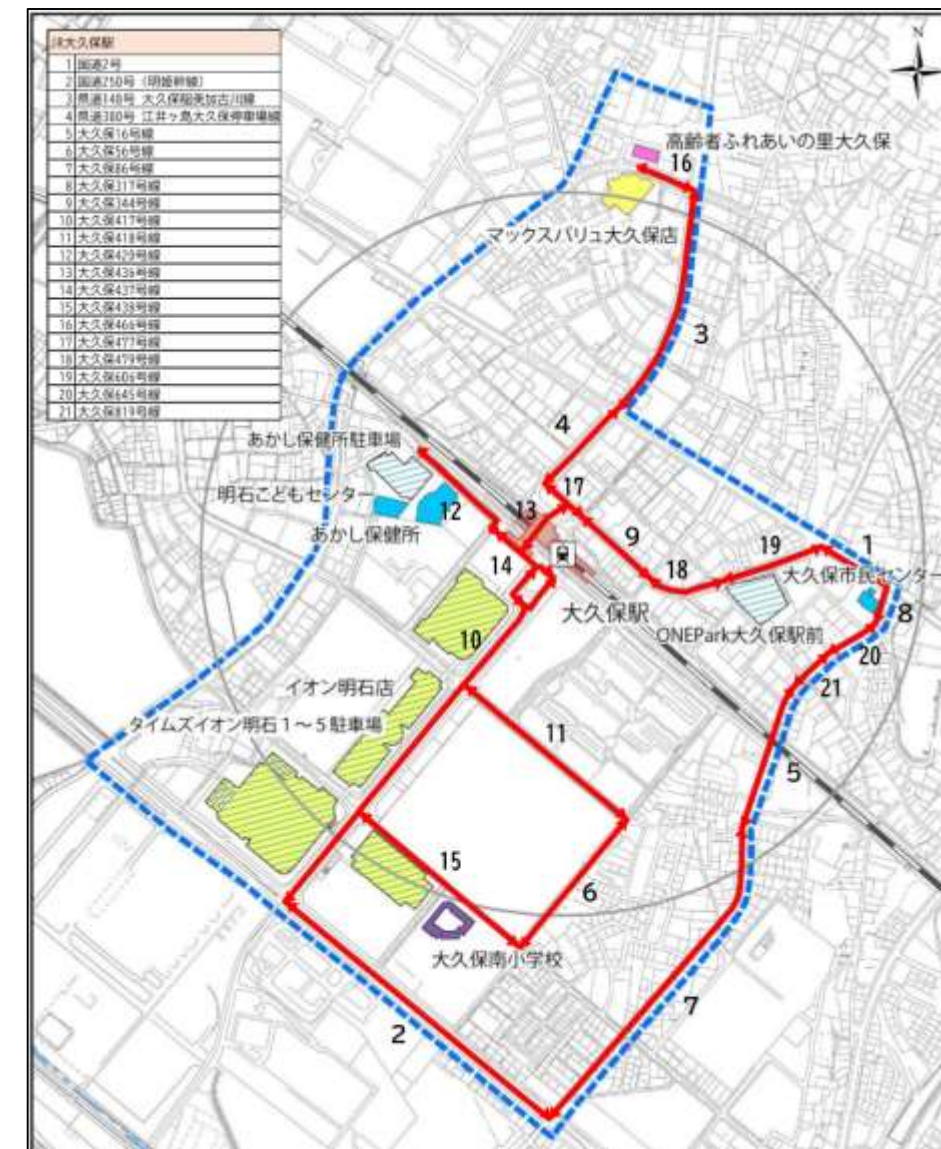 JR大久保駅
1 国道2号
2 国道250号（明姫幹線）
3 県道148号 大久保稲美加古川線
4 県道380号 江井ヶ島大久保停車場線
5 大久保16号線
6 大久保56号線
7 大久保86号線
8 大久保317号線
9 大久保344号線
10 大久保417号線
11 大久保418号線
12 大久保429号線
13 大久保436号線
14 大久保437号線
15 大久保438号線
16 大久保466号線
17 大久保477号線
18 大久保479号線
19 大久保606号線
20 大久保645号線
21 大久保819号線
N
高齢者ふれあいの里大久保
16
マックスバリュ大久保店
3
4
あかし保健所駐車場
17
明石こどもセンター
12
13
あかし保健所
9
19
1
18
大久保市民センター
14
大久保駅
8
ONEPark大久保駅前
20
10
21
イオン明石店
タイムズイオン明石1～5駐車場
11
5
15
6
大久保南小学校
7
2